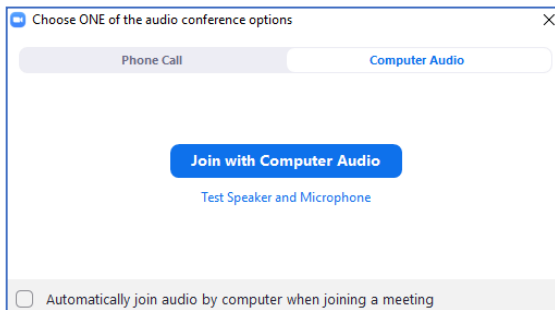 Choose ONE of the audio conference options
Phone Call
Computer Audio
Join with Computer Audio
Test Speaker and Microphone
Automatically join audio by computer when joining a meeting